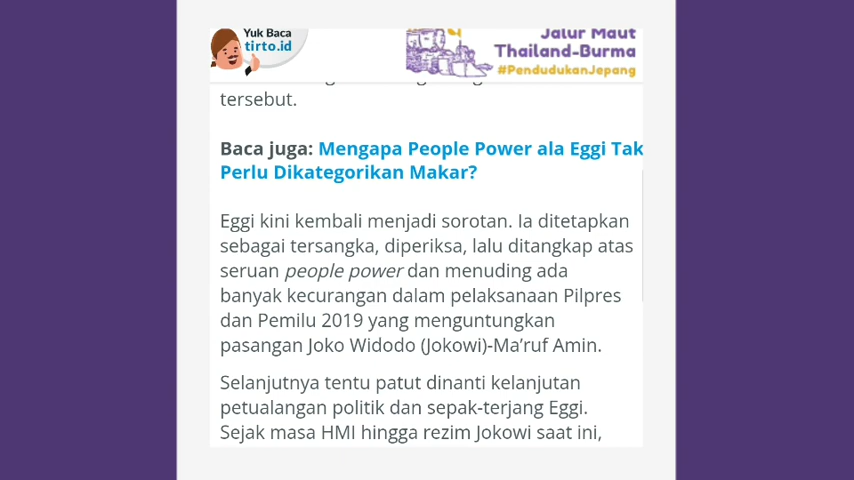 Yuk Baca
tirto.id
Jalur Maut
Thailand-Burma
#PendudukanJepang
tersebut.
Baca juga: Mengapa People Power ala Eggi Tak
Perlu Dikategorikan Makar?
Eggi kini kembali menjadi sorotan. Ia ditetapkan
sebagai tersangka, diperiksa, lalu ditangkap atas
seruan people power dan menuding ada
banyak kecurangan dalam pelaksanaan Pilpres
dan Pemilu 2019 yang menguntungkan
pasangan Joko Widodo (Jokowi)-Ma’ruf Amin.
Selanjutnya tentu patut dinanti kelanjutan
petualangan politik dan sepak-terjang Eggi.
Sejak masa HMI hingga rezim Jokowi saat ini,